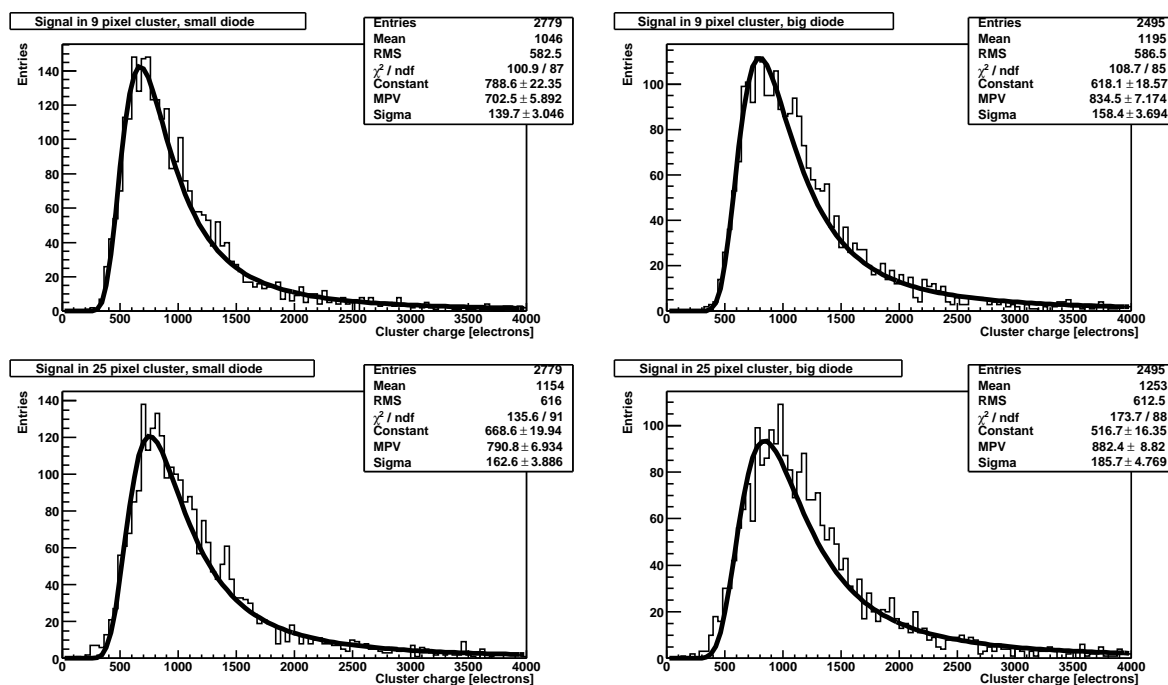 Signal in 9 pixel cluster, small diode
Entries 2779
Mean 1046
RMS 582.5
χ² / ndf 100.9 / 87
Constant 788.6 ± 22.35
MPV 702.5 ± 5.892
Sigma 139.7 ± 3.046
Entries
140
120
100
80
60
40
20
0
0 500 1000 1500 2000 2500 3000 3500 4000
Cluster charge [electrons]
Signal in 9 pixel cluster, big diode
Entries 2495
Mean 1195
RMS 586.5
χ² / ndf 108.7 / 85
Constant 618.1 ± 18.57
MPV 834.5 ± 7.174
Sigma 158.4 ± 3.694
Entries
100
80
60
40
20
0
0 500 1000 1500 2000 2500 3000 3500 4000
Cluster charge [electrons]
Signal in 25 pixel cluster, small diode
Entries 2779
Mean 1154
RMS 616
χ² / ndf 135.6 / 91
Constant 668.6 ± 19.94
MPV 790.8 ± 6.934
Sigma 162.6 ± 3.886
Entries
140
120
100
80
60
40
20
0
0 500 1000 1500 2000 2500 3000 3500 4000
Cluster charge [electrons]
Signal in 25 pixel cluster, big diode
Entries 2495
Mean 1253
RMS 612.5
χ² / ndf 173.7 / 88
Constant 516.7 ± 16.35
MPV 882.4 ± 8.82
Sigma 185.7 ± 4.769
Entries
100
80
60
40
20
0
0 500 1000 1500 2000 2500 3000 3500 4000
Cluster charge [electrons]